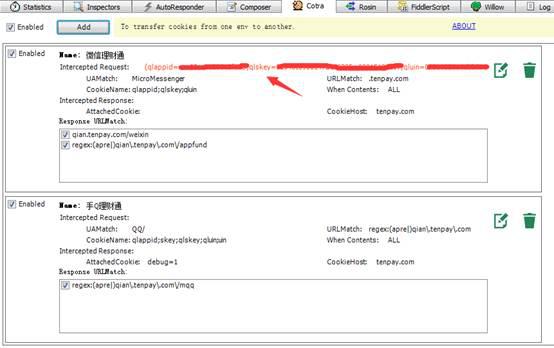 Statistics Inspectors AutoResponder Composer Cotra Rosin FiddlerScript Willow Log
Enabled Add To transfer cookies from one env to another. ABOUT
Enabled Name: 微信理财通
Intercepted Request: {qlappid= qlskey= qluin=
UAMatch: MicroMessenger URLMatch: .tenpay.com
CookieName: qlappid;qlskey;qluin When Contents: ALL
Intercepted Response:
AttachedCookie: CookieHost: tenpay.com
Response URLMatch:
qian.tenpay.com/weixin
regex:(apre|)qian\.tenpay\.com\/appfund
Enabled Name: 手Q理财通
Intercepted Request:
UAMatch: QQ/ URLMatch: regex:(apre|)qian\.tenpay\.com
CookieName: qlappid;skey;qlskey;qluin;uin When Contents: ALL
Intercepted Response:
AttachedCookie: debug=1 CookieHost: tenpay.com
Response URLMatch:
regex:(apre|)qian\.tenpay\.com\/mqq